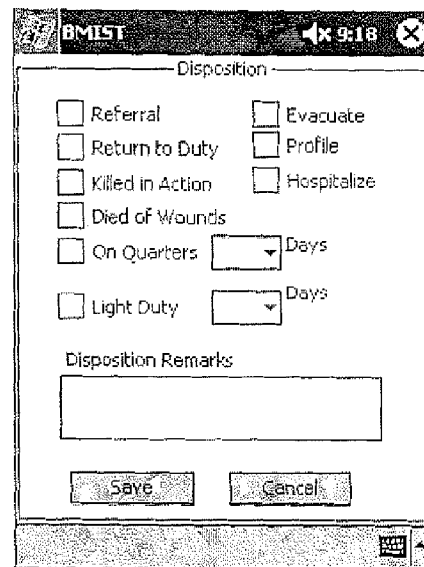 BMIST 9:18
Disposition
Referral Evacuate
Return to Duty Profile
Killed in Action Hospitalize
Died of Wounds
On Quarters Days
Light Duty Days
Disposition Remarks
Save Cancel